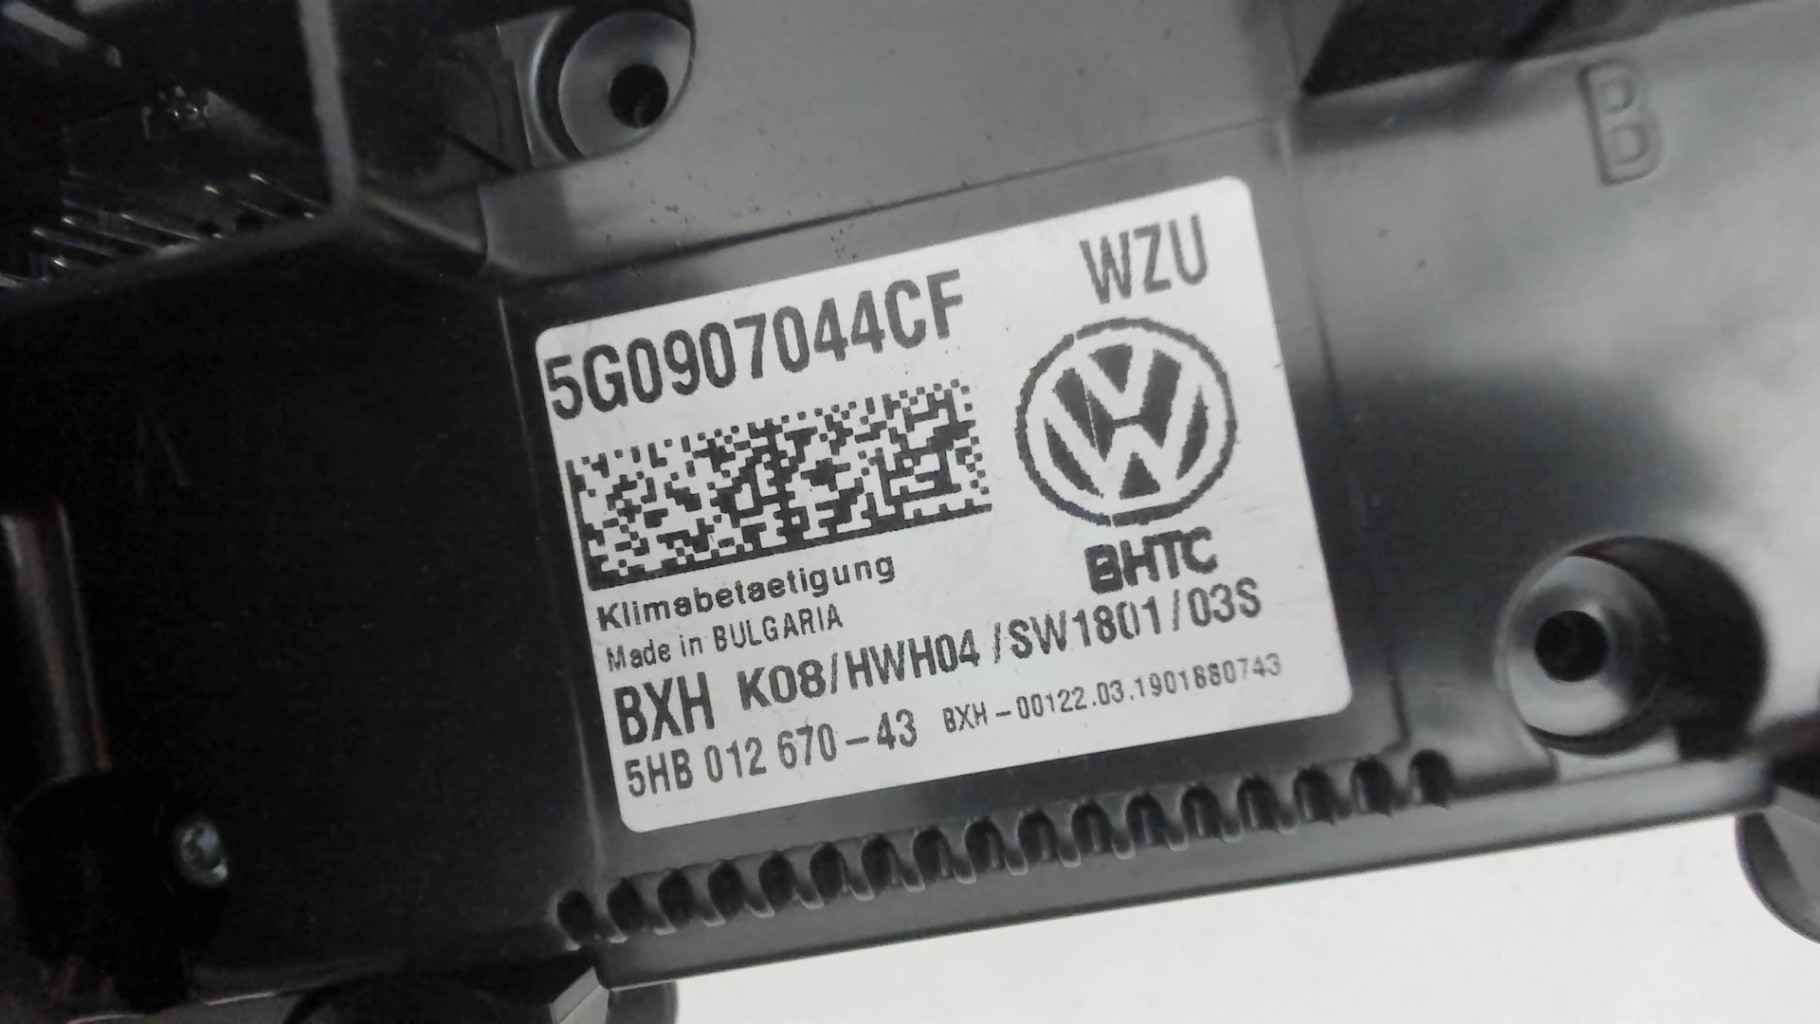 B
WZU
5G0907044CF
BHTC
Klimabetaetigung
Made in BULGARIA
BXH K08/HWH04/SW1801/03S
5HB 012 670-43 BXH-00122.03.1901880743